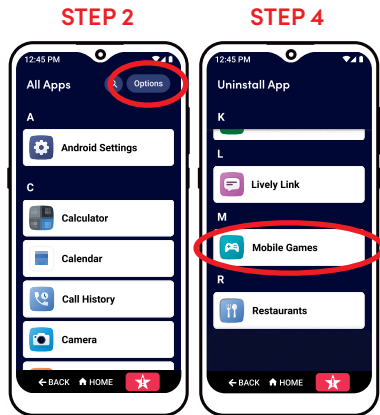 STEP 2
12:45 PM
All Apps
Options
A
Android Settings
C
Calculator
Calendar
Call History
Camera
BACK HOME
STEP 4
12:45 PM
Uninstall App
K
L
Lively Link
M
Mobile Games
R
Restaurants
BACK HOME